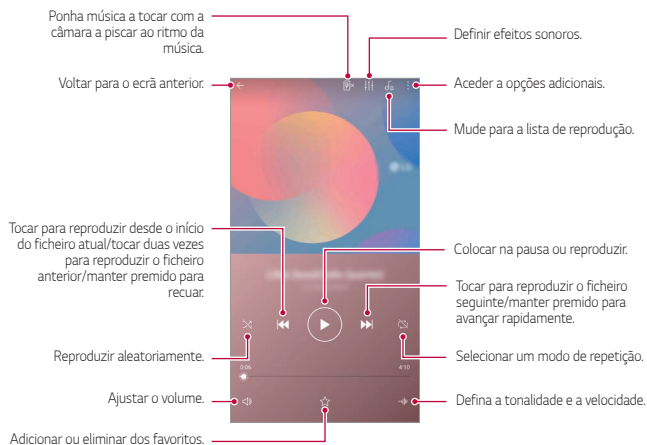 Ponha música a tocar com a
câmara a piscar ao ritmo da
música.
Voltar para o ecrã anterior.
Tocar para reproduzir desde o início
do ficheiro atual/tocar duas vezes
para reproduzir o ficheiro
anterior/manter premido para
recuar.
Reproduzir aleatoriamente.
Ajustar o volume.
Adicionar ou eliminar dos favoritos.
0:06
4:10
Definir efeitos sonoros.
Aceder a opções adicionais.
Mude para a lista de reprodução.
Colocar na pausa ou reproduzir.
Tocar para reproduzir o ficheiro
seguinte/manter premido para
avançar rapidamente.
Selecionar um modo de repetição.
Defina a tonalidade e a velocidade.